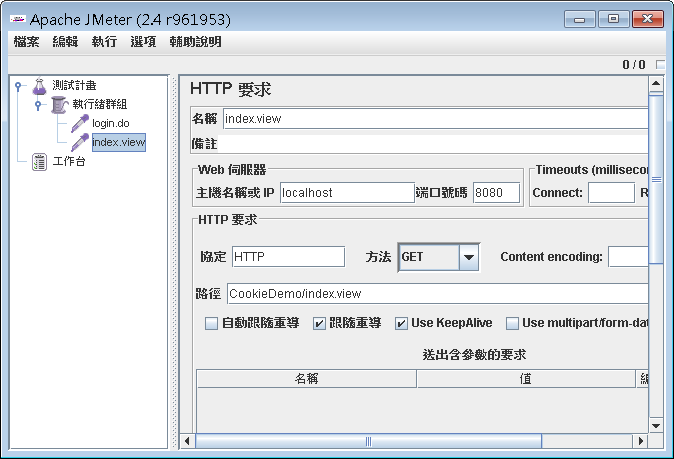 Apache JMeter (2.4 r961953)
檔案 編輯 執行 選項 輔助說明
0 / 0
測試計畫
執行緒群組
login.do
index.view
工作台
HTTP 要求
名稱 index.view
備註
Web 伺服器
主機名稱或 IP localhost 端口號碼 8080
Timeouts (millisecon
Connect: R
HTTP 要求
協定 HTTP 方法 GET Content encoding:
路徑 CookieDemo/index.view
自動跟隨重導 跟隨重導 Use KeepAlive Use multipart/form-dat
送出含參數的要求
名稱 值 編